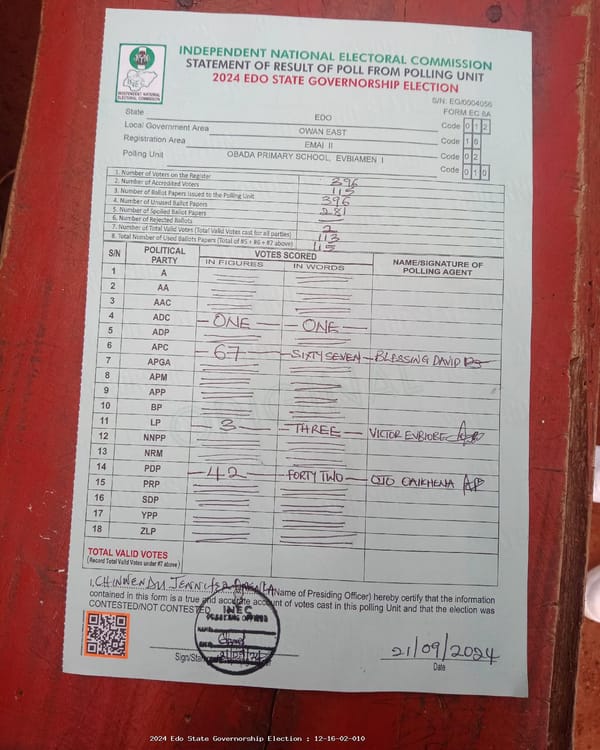 INDEPENDENT NATIONAL ELECTORAL COMMISSION
STATEMENT OF RESULT OF POLL FROM POLLING UNIT
2024 EDO STATE GOVERNORSHIP ELECTION
INEC
INDEPENDENT NATIONAL
ELECTORAL COMMISSION
S/N: EG/0004056
FORM EC 8A
State EDO Code 0 1 2
Local Government Area OWAN EAST Code 1 6
Registration Area EMAI II Code 0 2
Polling Unit OBADA PRIMARY SCHOOL, EVBIAMEN I Code 0 1 0
1. Number of Voters on the Register 396
2. Number of Accredited Voters 115
3. Number of Ballot Papers Issued to the Polling Unit 396
4. Number of Unused Ballot Papers 281
5. Number of Spoiled Ballot Papers
6. Number of Rejected Ballots 2
7. Number of Total Valid Votes (Total Valid Votes cast for all parties) 113
8. Total Number of Used Ballots Papers (Total of #5 + #6 + #7 above) 115
S/N POLITICAL PARTY VOTES SCORED NAME/SIGNATURE OF POLLING AGENT
IN FIGURES IN WORDS
1 A
2 AA
3 AAC
4 ADC ONE ONE
5 ADP
6 APC 67 SIXTY SEVEN BLESSING DAVID
7 APGA
8 APM
9 APP
10 BP
11 LP 3 THREE VICTOR
12 NNPP
13 NRM
14 PDP 42 FORTY TWO OJO OAIKHENA
15 PRP
16 SDP
17 YPP
18 ZLP
TOTAL VALID VOTES
(Record Total Valid Votes under #7 above)
I, CHINWENDU JENNIFER (Name of Presiding Officer) hereby certify that the information
contained in this form is a true and accurate account of votes cast in this polling Unit and that the election was
CONTESTED/NOT CONTESTED
INEC
PRESIDING OFFICER
21/09/24
21/09/2024
Date
2024 Edo State Governorship Election : 12-16-02-010